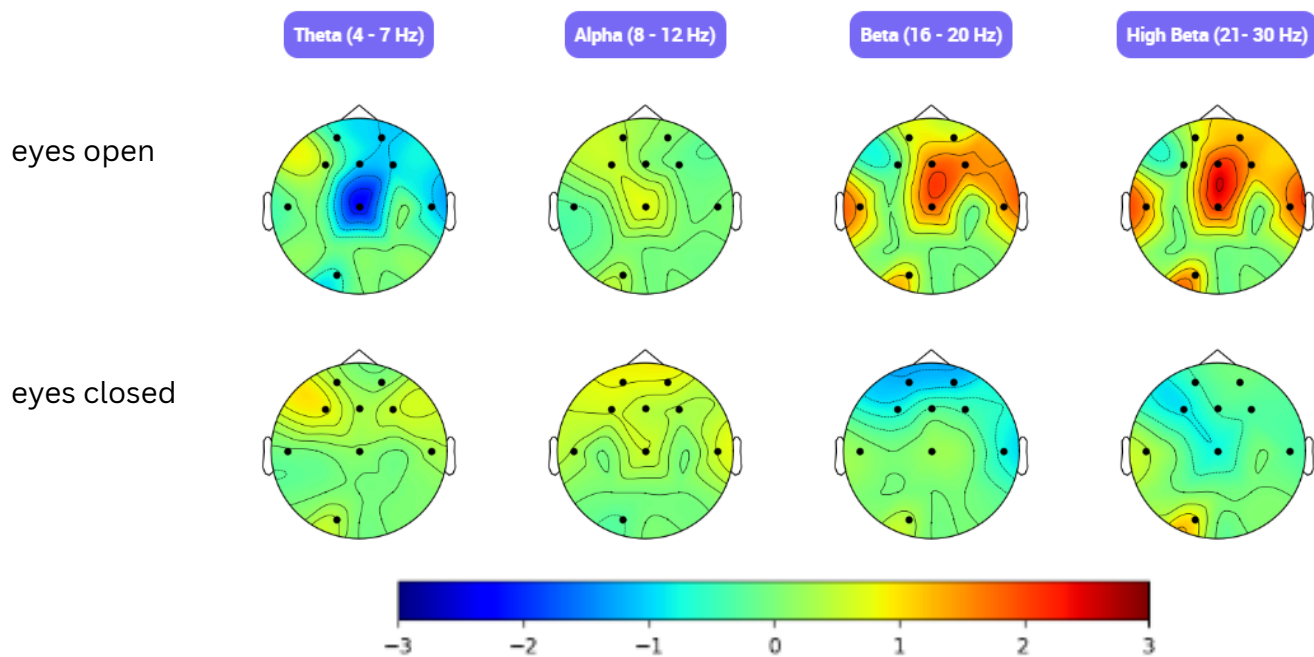 Theta (4 - 7 Hz)
Alpha (8 - 12 Hz)
Beta (16 - 20 Hz)
High Beta (21- 30 Hz)
eyes open
eyes closed
−3
−2
−1
0
1
2
3